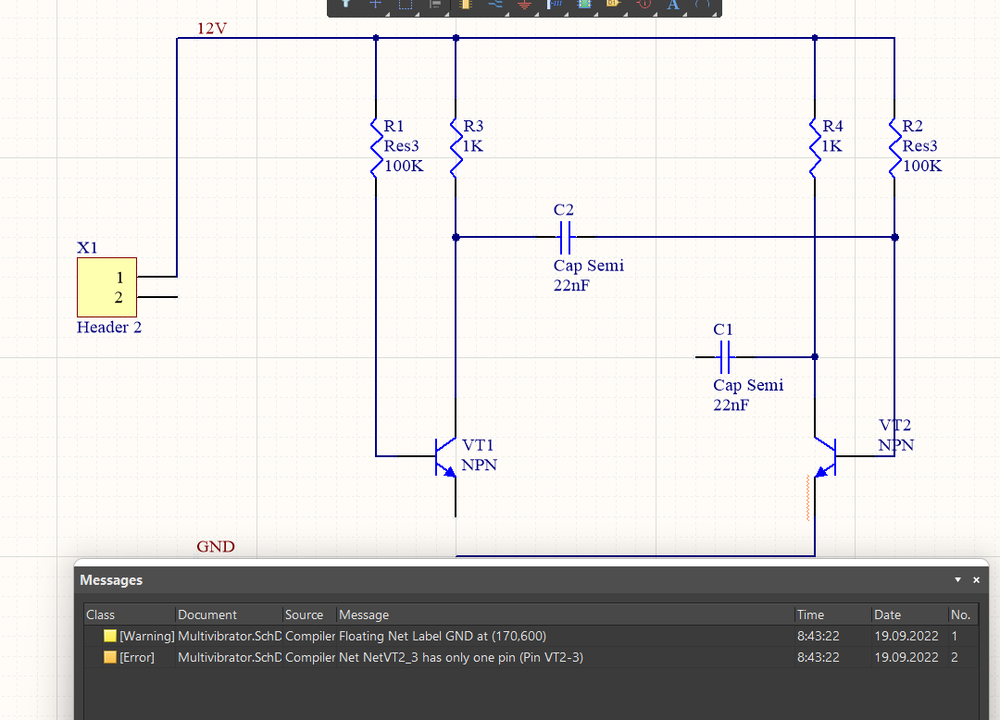 12V
R1
Res3
100K
R3
1K
R4
1K
R2
Res3
100K
C2
Cap Semi
22nF
X1
1
2
Header 2
C1
Cap Semi
22nF
VT1
NPN
VT2
NPN
GND
Messages
Class Document Source Message Time Date No.
[Warning] Multivibrator.SchD Compiler Floating Net Label GND at (170,600) 8:43:22 19.09.2022 1
[Error] Multivibrator.SchD Compiler Net NetVT2_3 has only one pin (Pin VT2-3) 8:43:22 19.09.2022 2